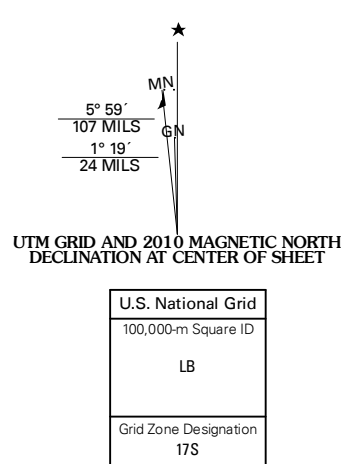 ★
M.N.
5° 59´
107 MILS
GN
1° 19´
24 MILS
UTM GRID AND 2010 MAGNETIC NORTH
DECLINATION AT CENTER OF SHEET
U.S. National Grid
100,000-m Square ID
LB
Grid Zone Designation
17S